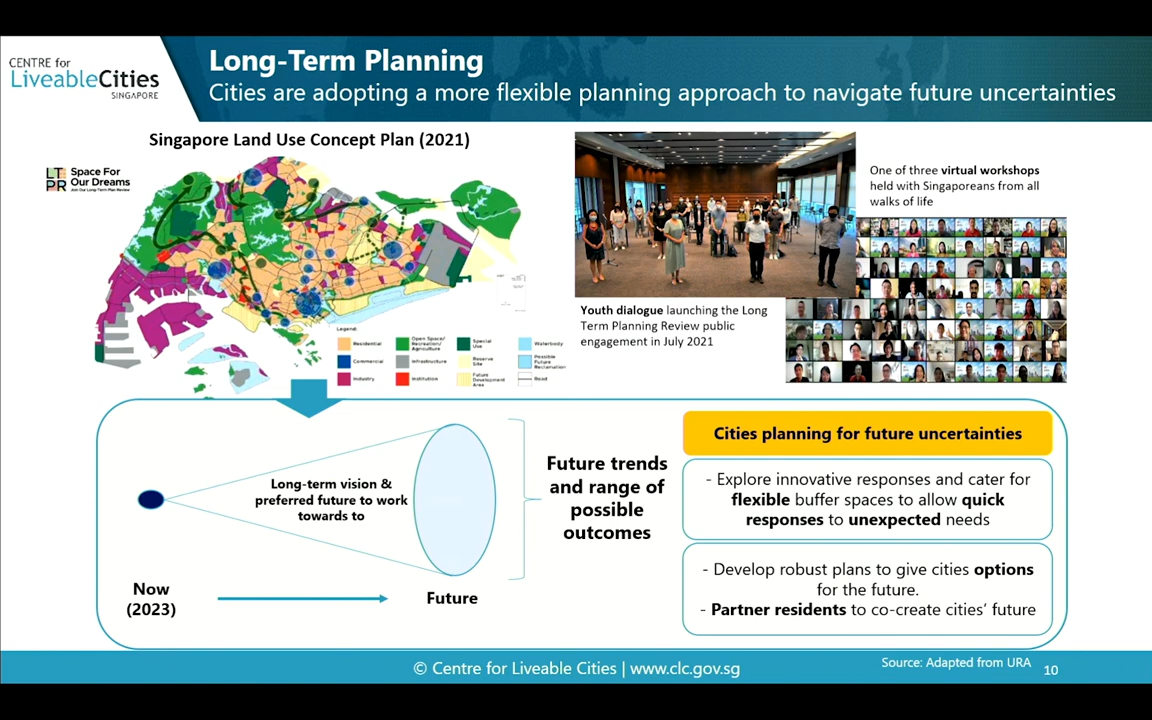 CENTRE for
LiveableCities
SINGAPORE
Long-Term Planning
Cities are adopting a more flexible planning approach to navigate future uncertainties
Singapore Land Use Concept Plan (2021)
LT
PR
Space For
Our Dreams
Join Our Long-Term Plan Review
Legend:
Residential
Open Space/
Recreation/
Agriculture
Special
Use
Waterbody
Commercial
Infrastructure
Reserve
Site
Possible
Future
Reclamation
Industry
Institution
Future
Development
Area
Road
Youth dialogue launching the Long
Term Planning Review public
engagement in July 2021
One of three virtual workshops
held with Singaporeans from all
walks of life
Long-term vision &
preferred future to work
towards to
Now
(2023)
Future
Future trends
and range of
possible
outcomes
Cities planning for future uncertainties
- Explore innovative responses and cater for
flexible buffer spaces to allow quick
responses to unexpected needs
- Develop robust plans to give cities options
for the future.
- Partner residents to co-create cities' future
© Centre for Liveable Cities | www.clc.gov.sg
Source: Adapted from URA
10